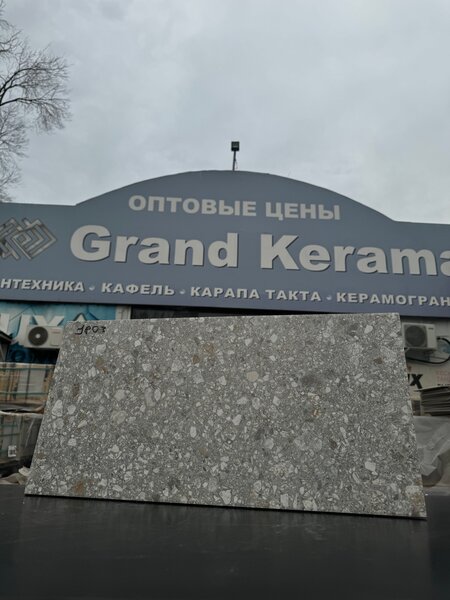 ОПТОВЫЕ ЦЕНЫ
Grand Kerama
НТЕХНИКА • КАФЕЛЬ • КАРАПА ТАКТА • КЕРАМОГРАН